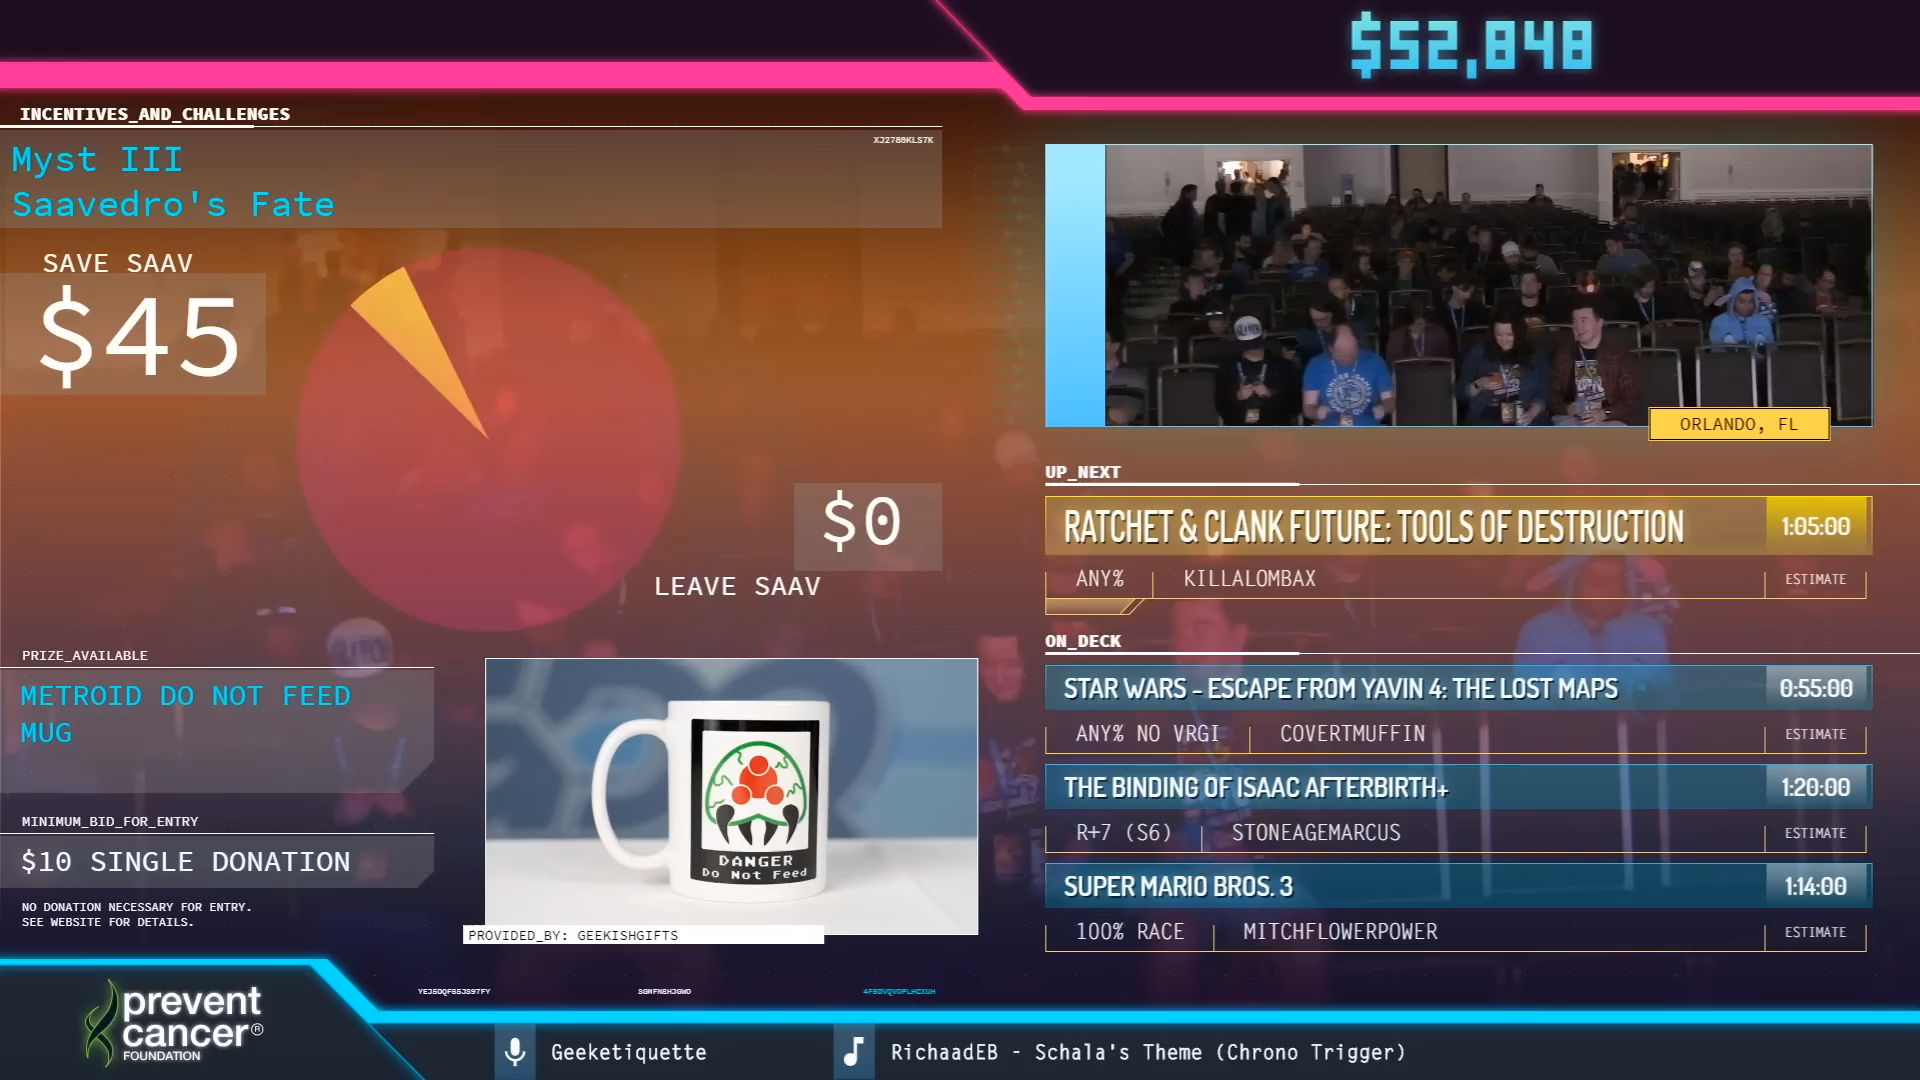 $52,848
INCENTIVES_AND_CHALLENGES
Myst III
Saavedro's Fate
SAVE SAAV
$45
$0
LEAVE SAAV
PRIZE_AVAILABLE
METROID DO NOT FEED
MUG
MINIMUM_BID_FOR_ENTRY
$10 SINGLE DONATION
NO DONATION NECESSARY FOR ENTRY.
SEE WEBSITE FOR DETAILS.
DANGER
Do Not Feed
PROVIDED_BY: GEEKISHGIFTS
ORLANDO, FL
UP_NEXT
RATCHET & CLANK FUTURE: TOOLS OF DESTRUCTION 1:05:00
ANY% KILLALOMBAX ESTIMATE
ON_DECK
STAR WARS - ESCAPE FROM YAVIN 4: THE LOST MAPS 0:55:00
ANY% NO VRGI COVERTMUFFIN ESTIMATE
THE BINDING OF ISAAC AFTERBIRTH+ 1:20:00
R+7 (S6) STONEAGEMARCUS ESTIMATE
SUPER MARIO BROS. 3 1:14:00
100% RACE MITCHFLOWERPOWER ESTIMATE
prevent
cancer®
FOUNDATION
Geeketiquette
RichaadEB - Schala's Theme (Chrono Trigger)